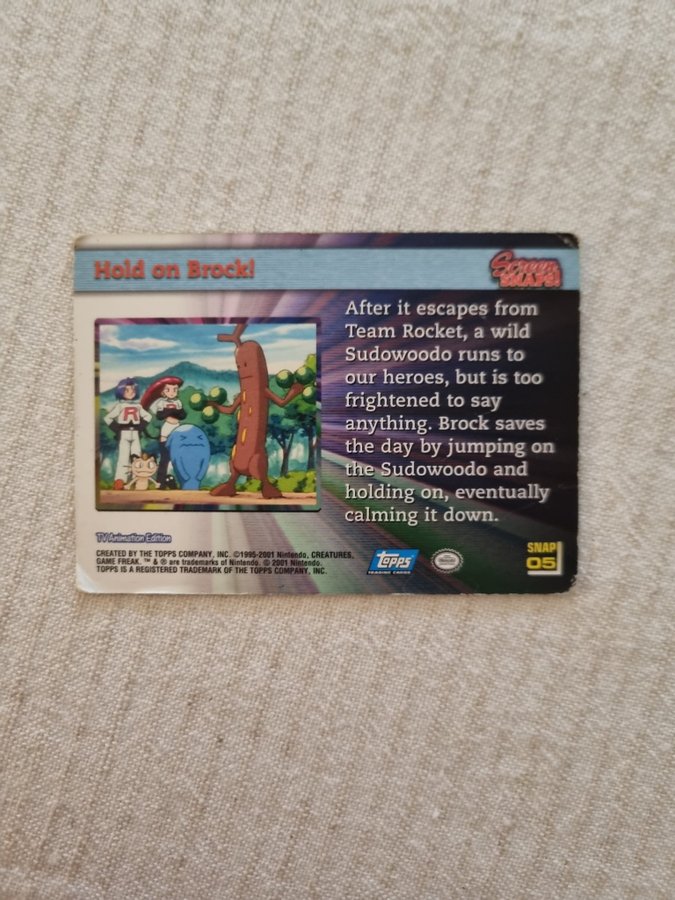 Hold on Brock!
Screen
SNAPS!
After it escapes from
Team Rocket, a wild
Sudowoodo runs to
our heroes, but is too
frightened to say
anything. Brock saves
the day by jumping on
the Sudowoodo and
holding on, eventually
calming it down.
R
TV Animation Edition
CREATED BY THE TOPPS COMPANY, INC. ©1995-2001 Nintendo, CREATURES,
GAME FREAK. ™ & ® are trademarks of Nintendo. © 2001 Nintendo.
TOPPS IS A REGISTERED TRADEMARK OF THE TOPPS COMPANY, INC.
topps
TRADING CARDS
SNAP
05